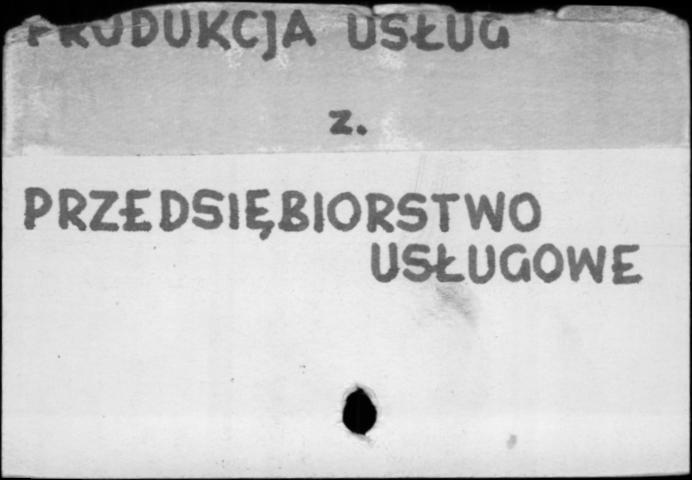 PRODUKCJA USŁUG
z.
PRZEDSIĘBIORSTWO
USŁUGOWE